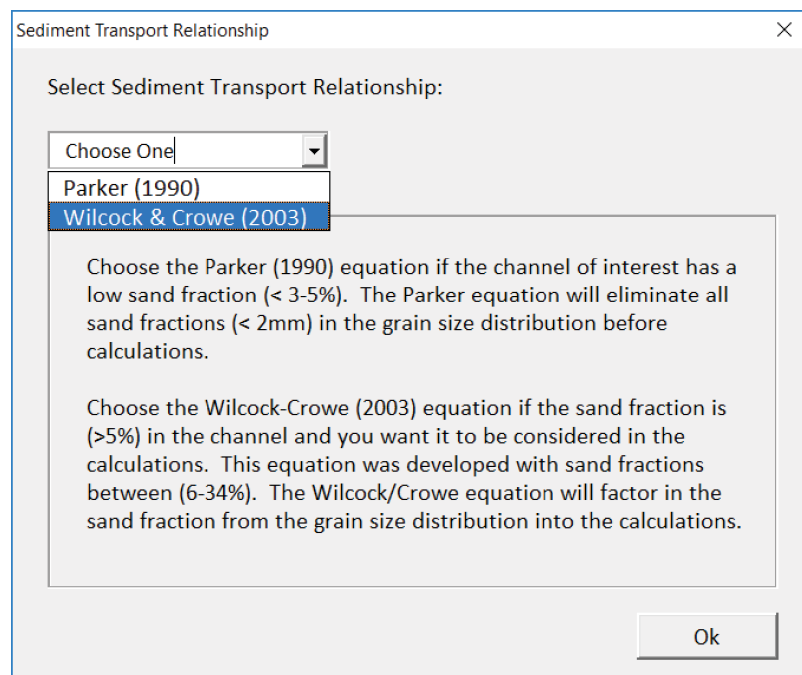 Sediment Transport Relationship
Select Sediment Transport Relationship:
Choose One
Parker (1990)
Wilcock & Crowe (2003)
Choose the Parker (1990) equation if the channel of interest has a
low sand fraction (< 3-5%). The Parker equation will eliminate all
sand fractions (< 2mm) in the grain size distribution before
calculations.
Choose the Wilcock-Crowe (2003) equation if the sand fraction is
(>5%) in the channel and you want it to be considered in the
calculations. This equation was developed with sand fractions
between (6-34%). The Wilcock/Crowe equation will factor in the
sand fraction from the grain size distribution into the calculations.
Ok